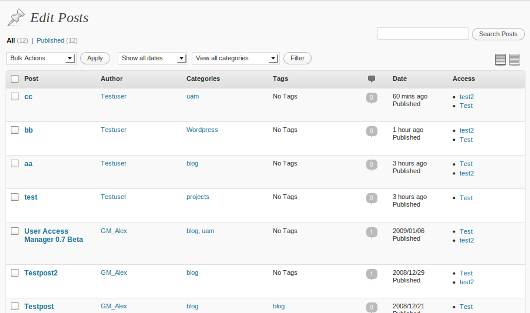 Edit Posts
All (12) | Published (12)
Search Posts
Bulk Actions Apply Show all dates View all categories Filter
Post Author Categories Tags Date Access
cc Testuser uam No Tags 0 60 mins ago Published test2 Test
bb Testuser Wordpress No Tags 0 1 hour ago Published test2 Test
aa Testuser blog No Tags 0 3 hours ago Published Test test2
test Testuser projects No Tags 0 3 hours ago Published Test
User Access Manager 0.7 Beta GM_Alex blog, uam No Tags 1 2009/01/06 Published Test test2
Testpost2 GM_Alex blog No Tags 1 2008/12/29 Published Test test2
Testpost GM_Alex blog blog 0 2008/12/21 Published Test